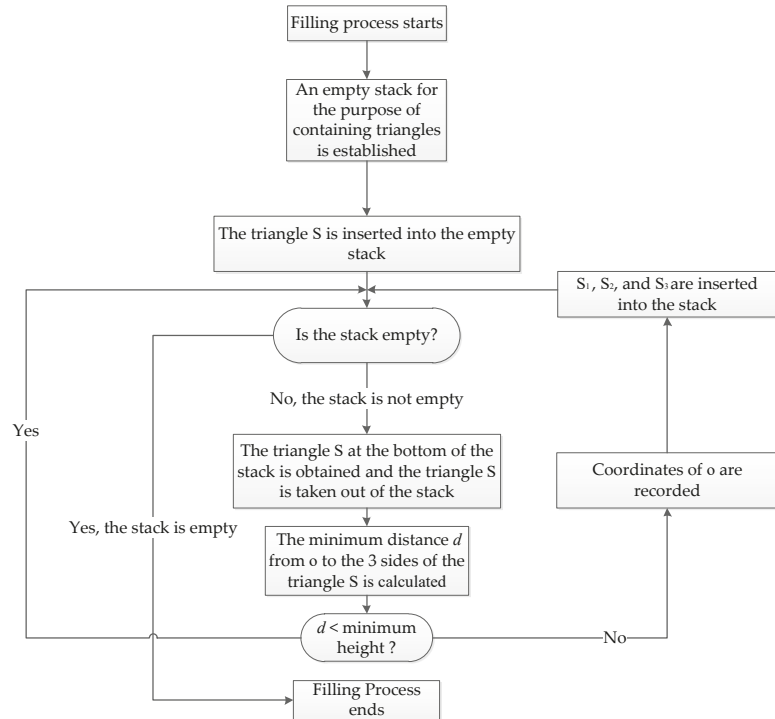 Filling process starts
An empty stack for
the purpose of
containing triangles
is established
The triangle S is inserted into the empty
stack
S₁, S₂, and S₃ are inserted
into the stack
Is the stack empty?
No, the stack is not empty
Yes
The triangle S at the bottom of the
stack is obtained and the triangle S
is taken out of the stack
Coordinates of o are
recorded
Yes, the stack is empty
The minimum distance d
from o to the 3 sides of the
triangle S is calculated
d < minimum
height ?
No
Filling Process
ends